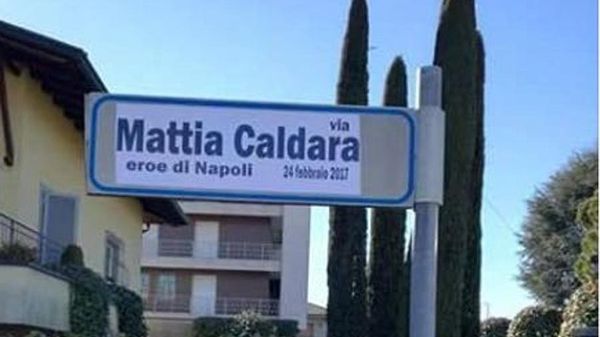 via
Mattia Caldara
eroe di Napoli 24 febbraio 2017